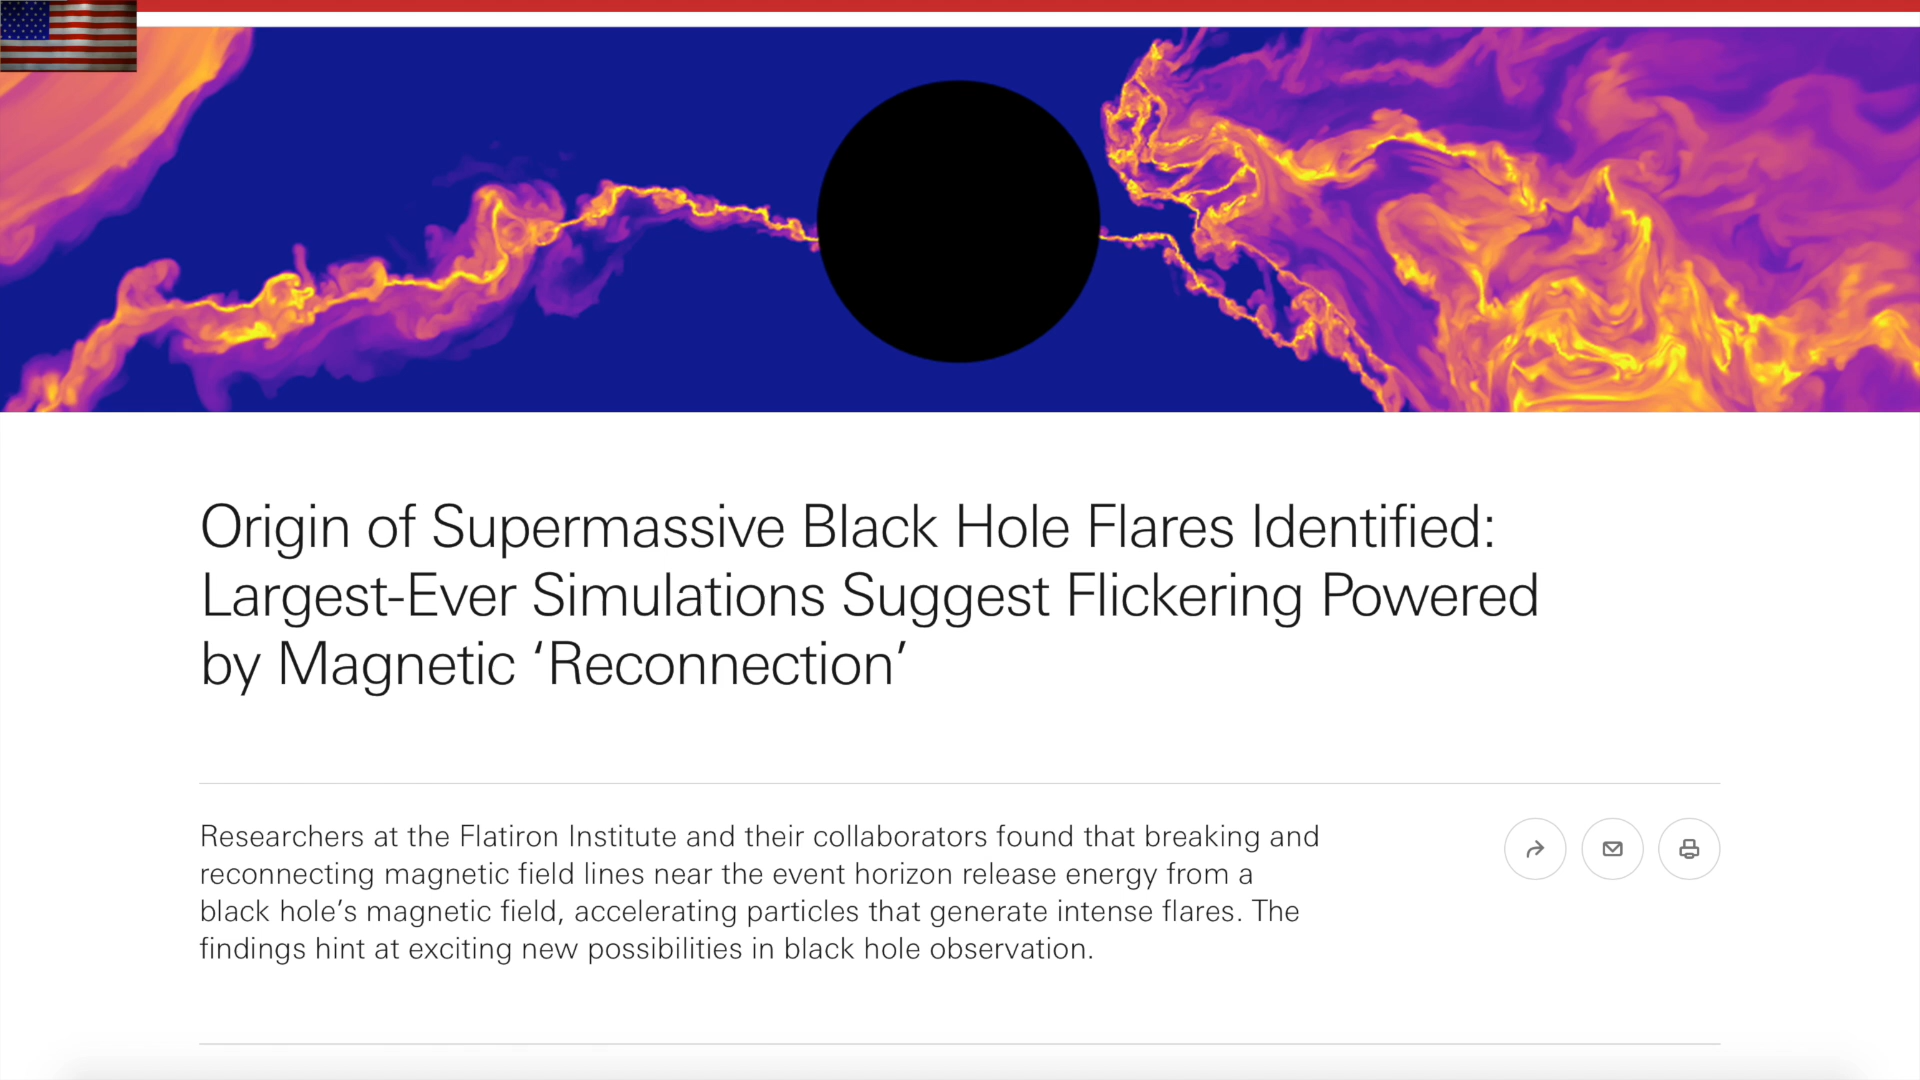 Origin of Supermassive Black Hole Flares Identified:
Largest-Ever Simulations Suggest Flickering Powered
by Magnetic ‘Reconnection’
Researchers at the Flatiron Institute and their collaborators found that breaking and
reconnecting magnetic field lines near the event horizon release energy from a
black hole’s magnetic field, accelerating particles that generate intense flares. The
findings hint at exciting new possibilities in black hole observation.